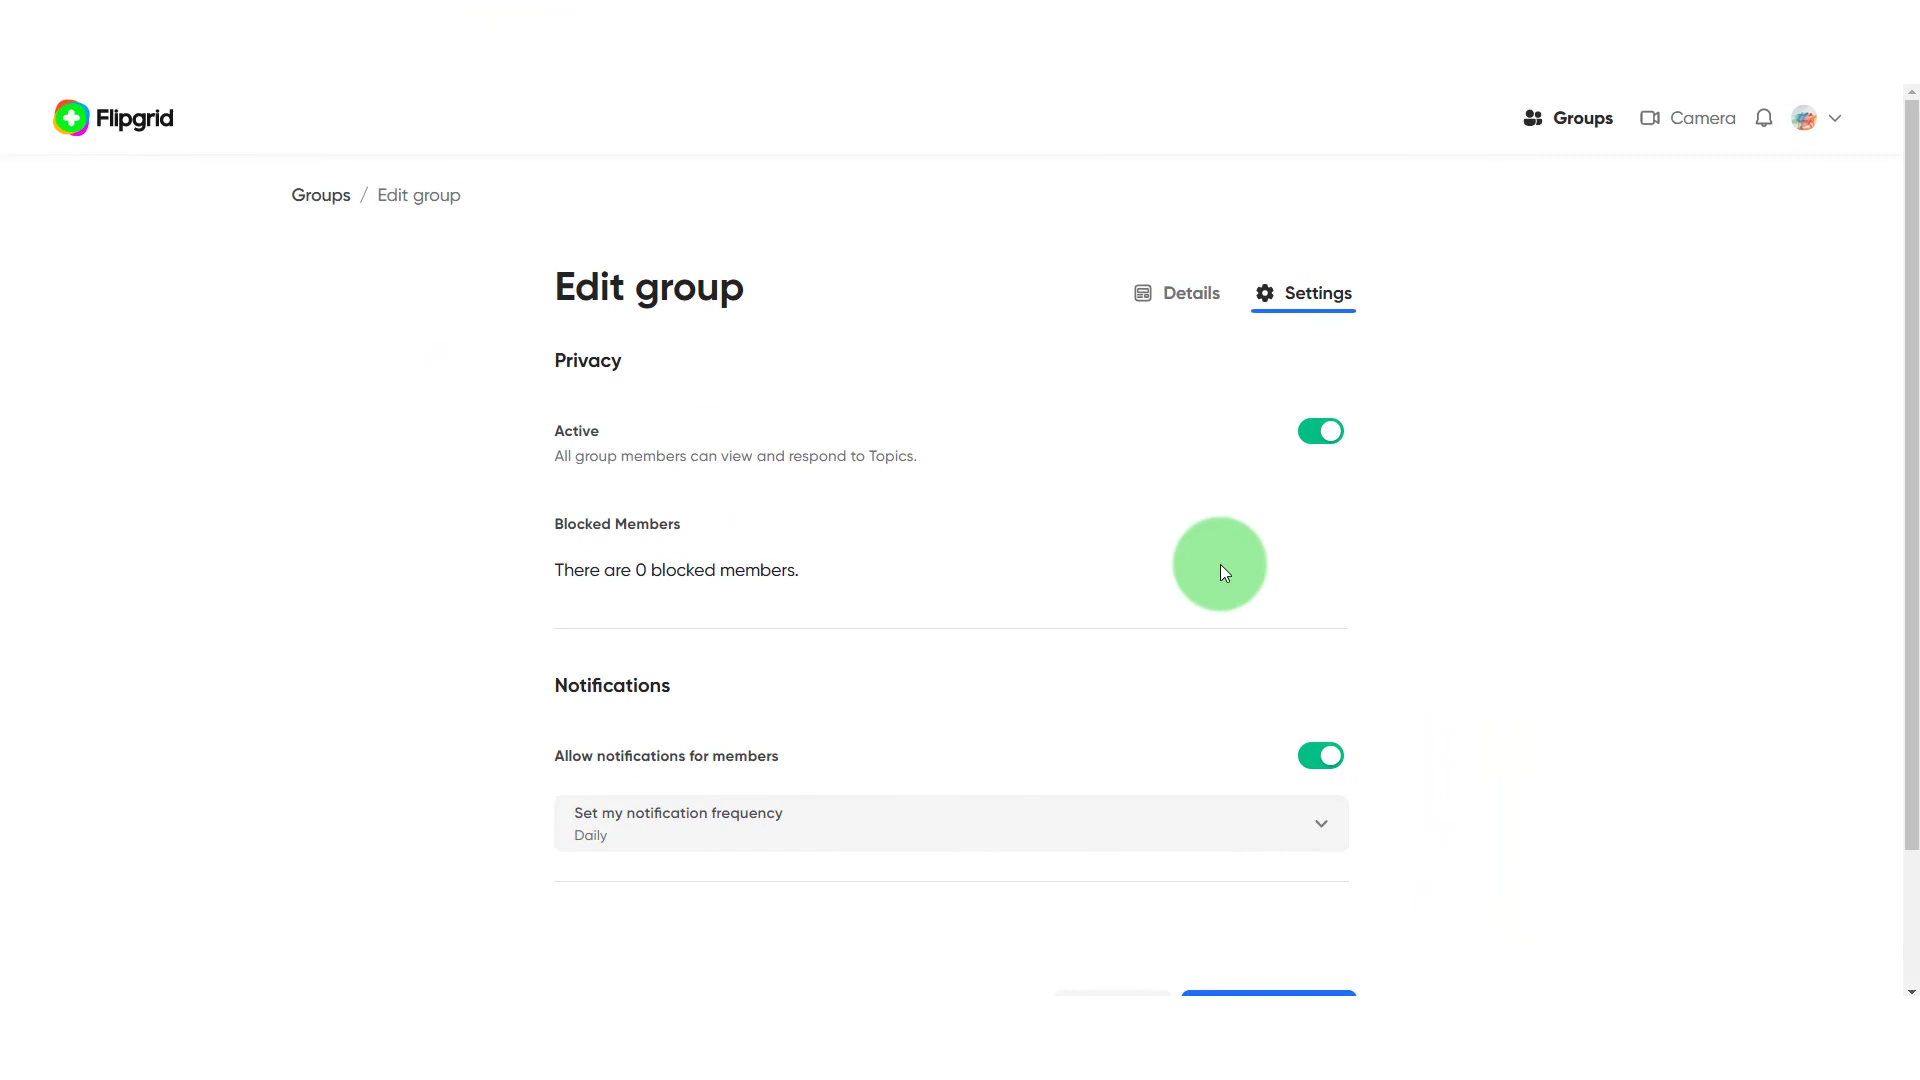 Flipgrid
Groups
Camera
Groups / Edit group
Edit group
Details
Settings
Privacy
Active
All group members can view and respond to Topics.
Blocked Members
There are 0 blocked members.
Notifications
Allow notifications for members
Set my notification frequency
Daily